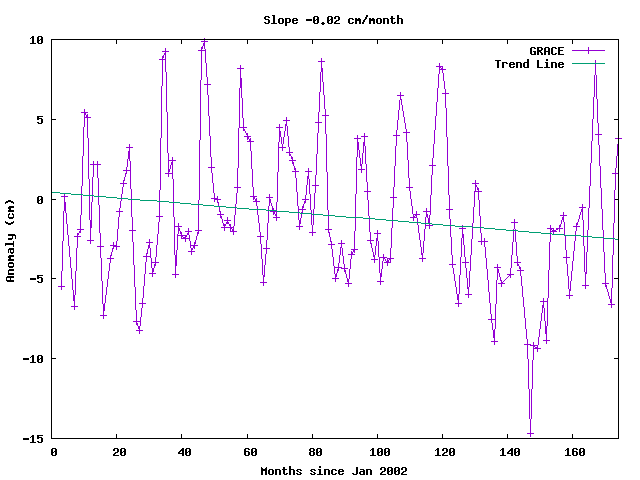 Slope -0.02 cm/month
10
5
0
-5
-10
-15
Anomaly (cm)
GRACE
Trend Line
0 20 40 60 80 100 120 140 160
Months since Jan 2002